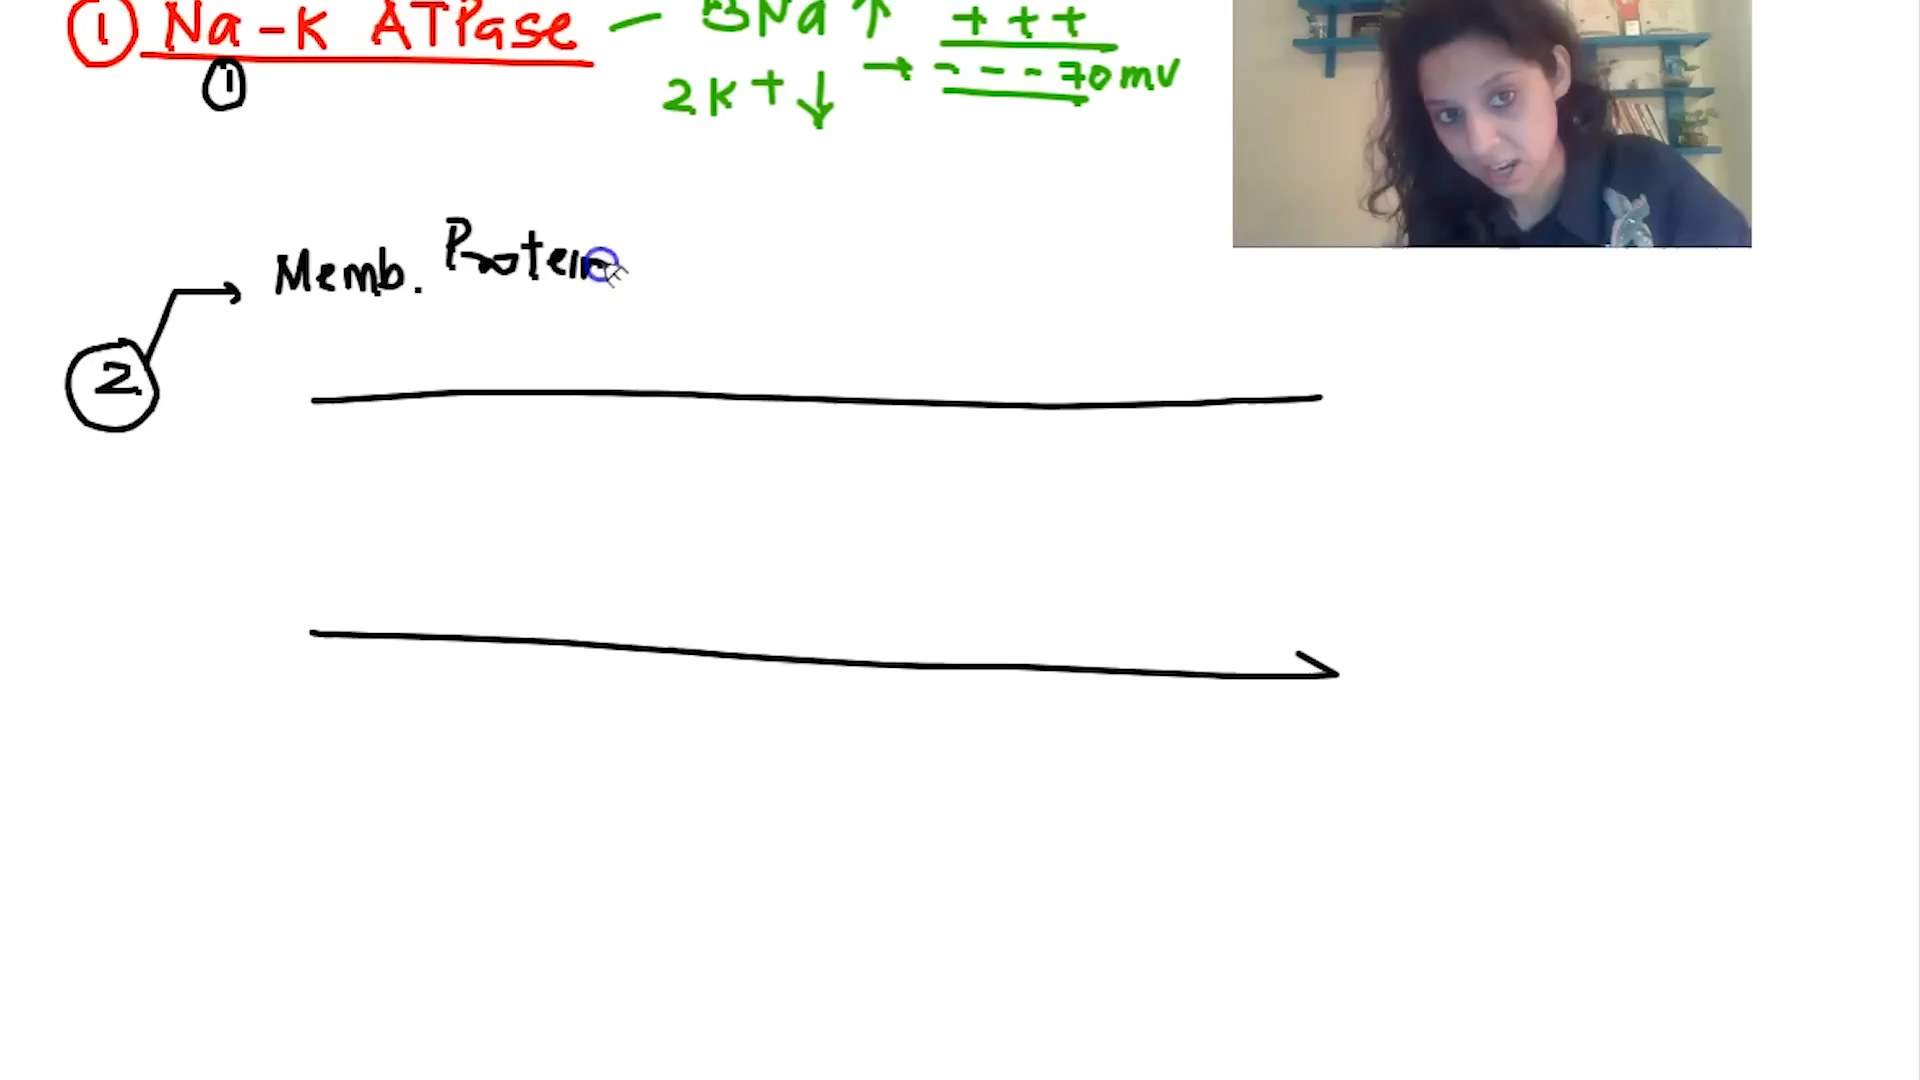 ① Na-K ATPase — 3Na ↑ + + +
① 2K+ ↓ → - - - 70mV
Memb. Protein
②